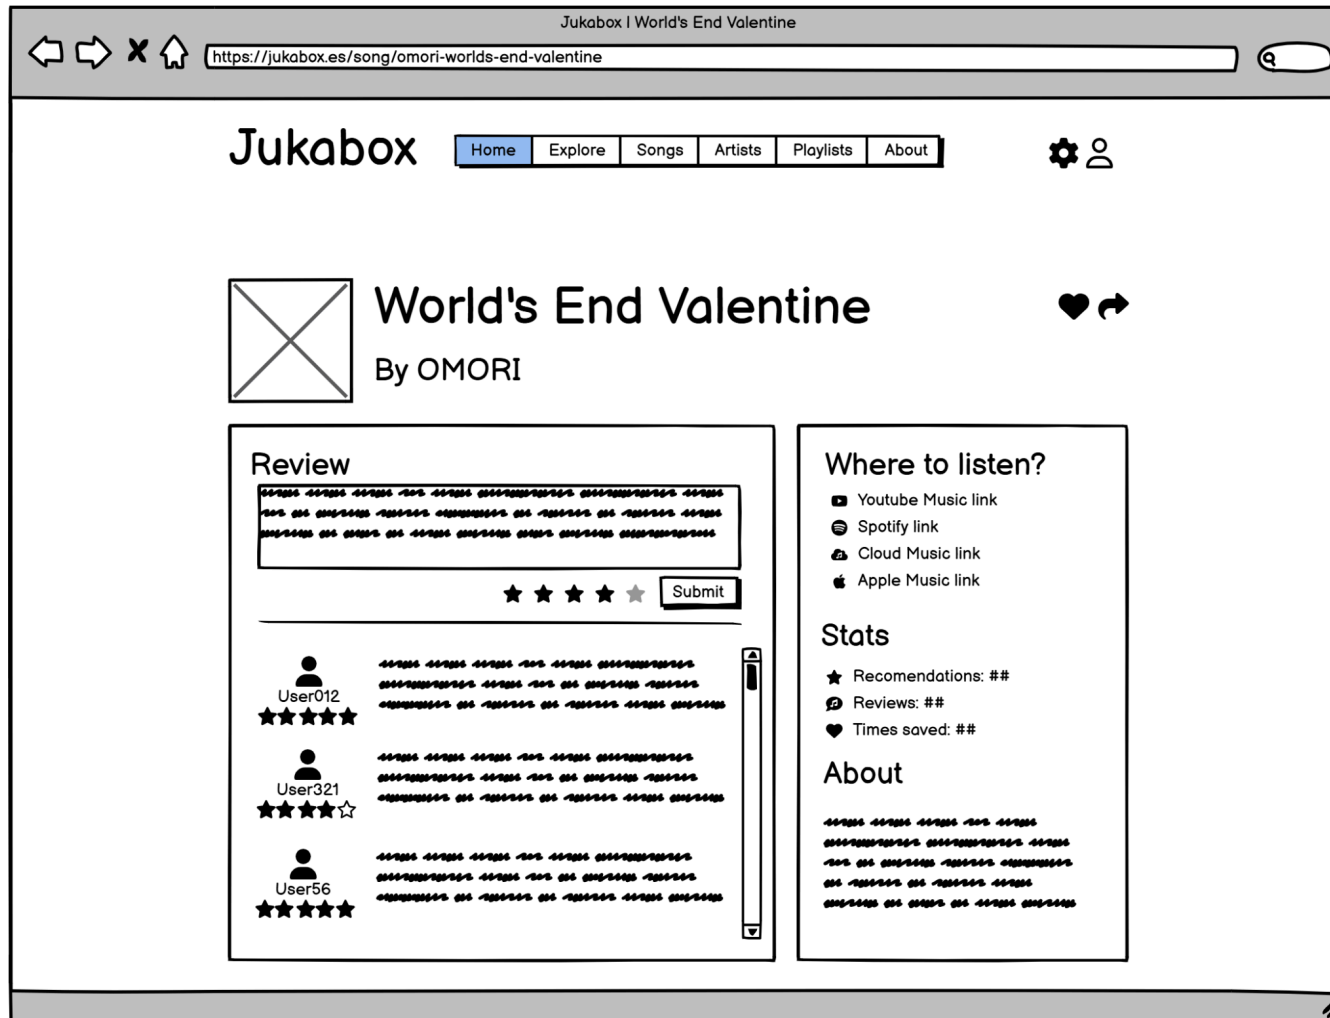 Jukabox | World's End Valentine
https://jukabox.es/song/omori-worlds-end-valentine
Jukabox
Home Explore Songs Artists Playlists About
World's End Valentine
By OMORI
Review
Submit
User012
User321
User56
Where to listen?
Youtube Music link
Spotify link
Cloud Music link
Apple Music link
Stats
Recomendations: ##
Reviews: ##
Times saved: ##
About